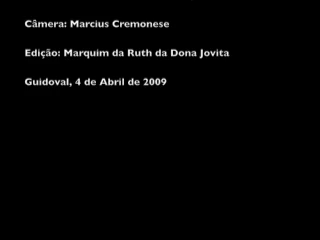 Câmera: Marcius Cremonese
Edição: Marquim da Ruth da Dona Jovita
Guidoval, 4 de Abril de 2009